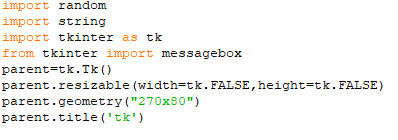 import random
import string
import tkinter as tk
from tkinter import messagebox
parent=tk.Tk()
parent.resizable(width=tk.FALSE,height=tk.FALSE)
parent.geometry("270x80")
parent.title('tk')